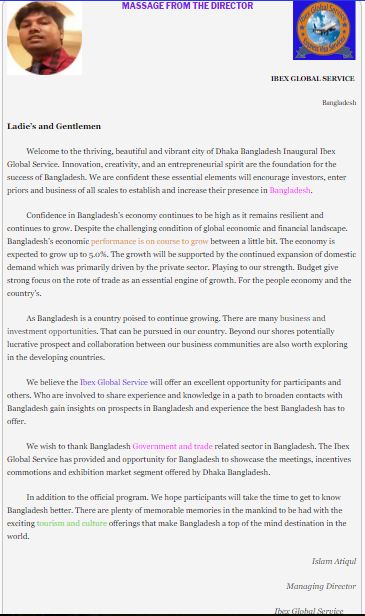 MASSAGE FROM THE DIRECTOR
Ibex Global Service
IBEX GLOBAL SERVICE
Bangladesh
Ladie's and Gentlemen
Welcome to the thriving, beautiful and vibrant city of Dhaka Bangladesh Inaugural Ibex
Global Service. Innovation, creativity, and an entrepreneurial spirit are the foundation for the
success of Bangladesh. We are confident these essential elements will encourage investors, enter
priors and business of all scales to establish and increase their presence in Bangladesh.
Confidence in Bangladesh's economy continues to be high as it remains resilient and
continues to grow. Despite the challenging condition of global economic and financial landscape.
Bangladesh's economic performance is on course to grow between a little bit. The economy is
expected to grow up to 5.0%. The growth will be supported by the continued expansion of domestic
demand which was primarily driven by the private sector. Playing to our strength. Budget give
strong focus on the rote of trade as an essential engine of growth. For the people economy and the
country's.
As Bangladesh is a country poised to continue growing. There are many business and
investment opportunities. That can be pursued in our country. Beyond our shores potentially
lucrative prospect and collaboration between our business communities are also worth exploring
in the developing countries.
We believe the Ibex Global Service will offer an excellent opportunity for participants and
others. Who are involved to share experience and knowledge in a path to broaden contacts with
Bangladesh gain insights on prospects in Bangladesh and experience the best Bangladesh has to
offer.
We wish to thank Bangladesh Government and trade related sector in Bangladesh. The Ibex
Global Service has provided and opportunity for Bangladesh to showcase the meetings, incentives
commotions and exhibition market segment offered by Dhaka Bangladesh.
In addition to the official program. We hope participants will take the time to get to know
Bangladesh better. There are plenty of memorable memories in the mankind to be had with the
exciting tourism and culture offerings that make Bangladesh a top of the mind destination in the
world.
Islam Atiqul
Managing Director
Ibex Global Service